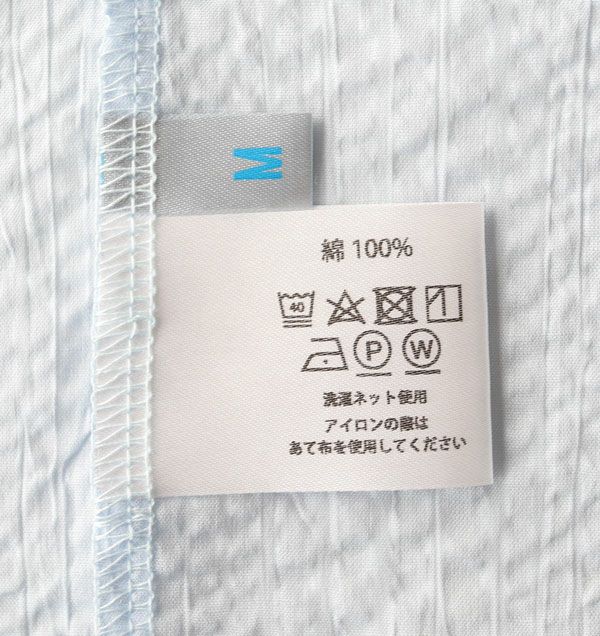 M
綿 100%
40
P W
洗濯ネット使用
アイロンの際は
あて布を使用してください